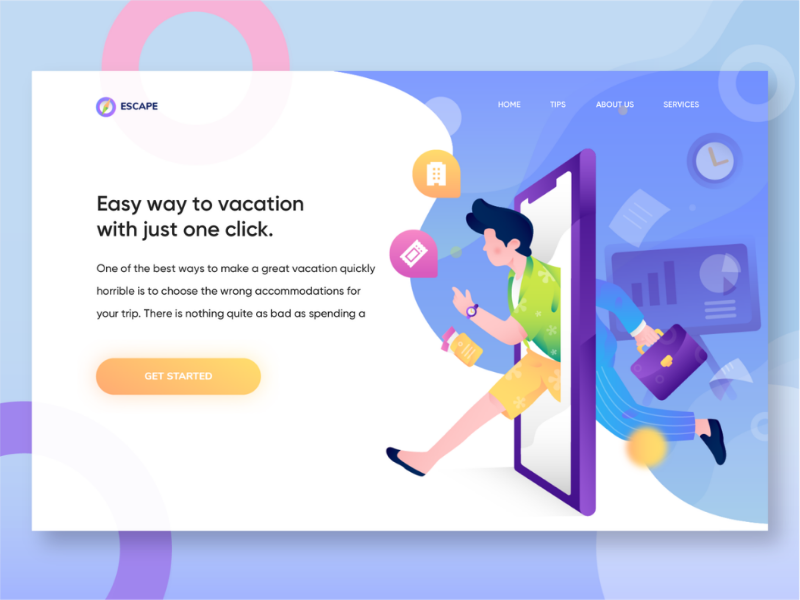 ESCAPE
HOME TIPS ABOUT US SERVICES
Easy way to vacation
with just one click.
One of the best ways to make a great vacation quickly
horrible is to choose the wrong accommodations for
your trip. There is nothing quite as bad as spending a
GET STARTED